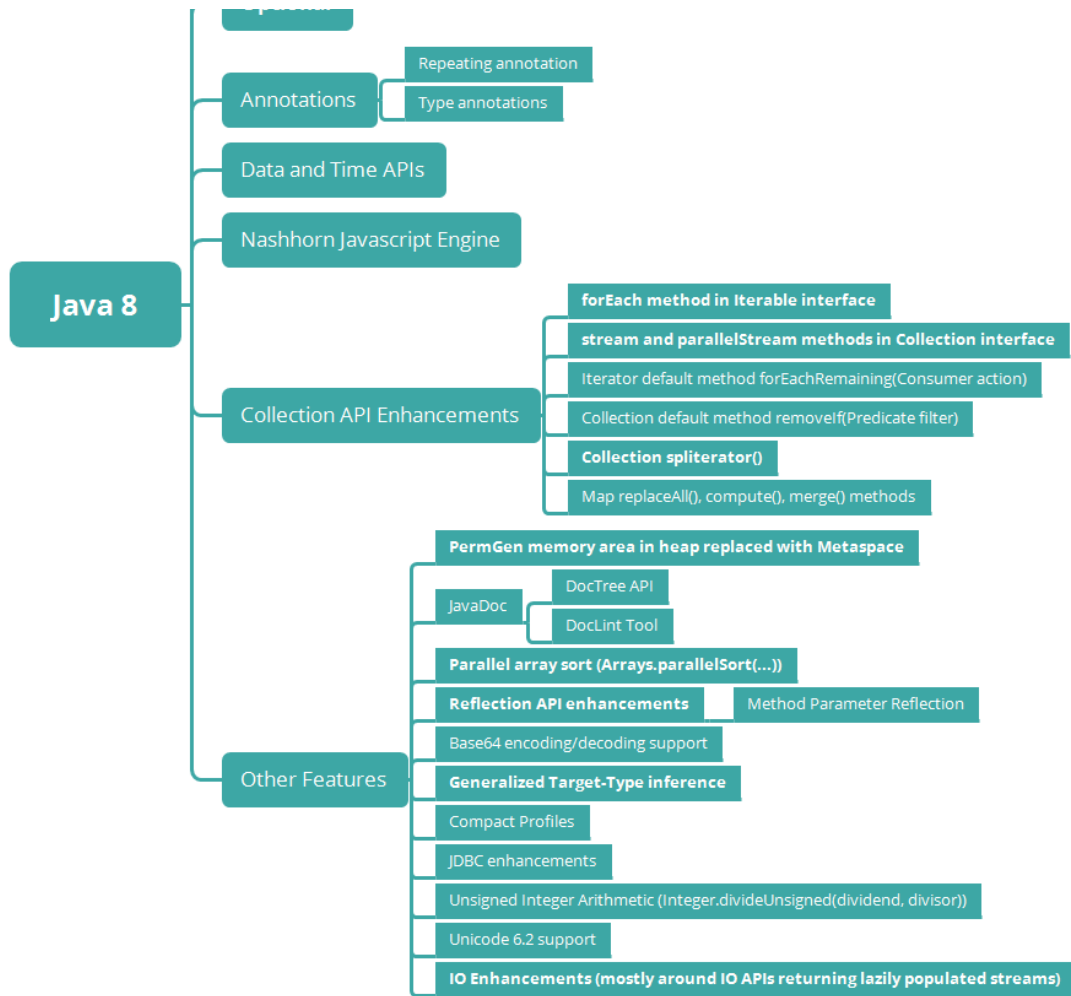 Optional
Annotations
Repeating annotation
Type annotations
Data and Time APIs
Nashhorn Javascript Engine
Java 8
Collection API Enhancements
forEach method in Iterable interface
stream and parallelStream methods in Collection interface
Iterator default method forEachRemaining(Consumer action)
Collection default method removeIf(Predicate filter)
Collection spliterator()
Map replaceAll(), compute(), merge() methods
Other Features
PermGen memory area in heap replaced with Metaspace
JavaDoc
DocTree API
DocLint Tool
Parallel array sort (Arrays.parallelSort(...))
Reflection API enhancements
Method Parameter Reflection
Base64 encoding/decoding support
Generalized Target-Type inference
Compact Profiles
JDBC enhancements
Unsigned Integer Arithmetic (Integer.divideUnsigned(dividend, divisor))
Unicode 6.2 support
IO Enhancements (mostly around IO APIs returning lazily populated streams)